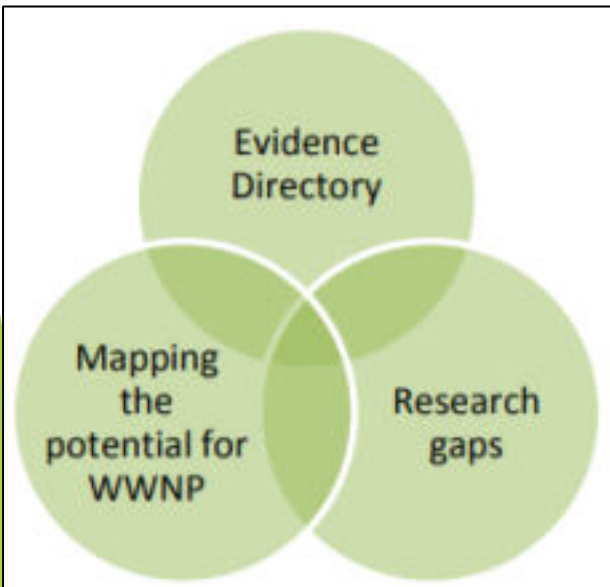 Evidence
Directory
Mapping
the
potential for
WWNP
Research
gaps